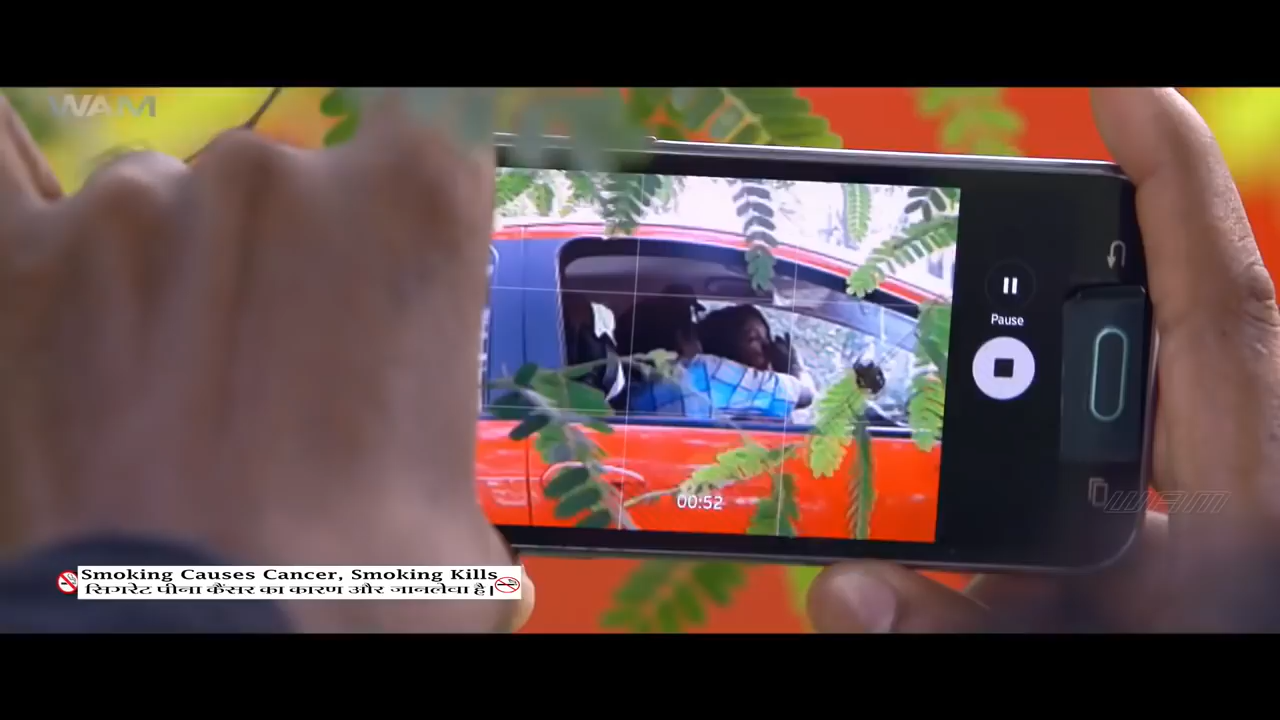 WAM
Pause
00:52
WAM
Smoking Causes Cancer, Smoking Kills
सिगरेट पीना कैंसर का कारण और जानलेवा है।